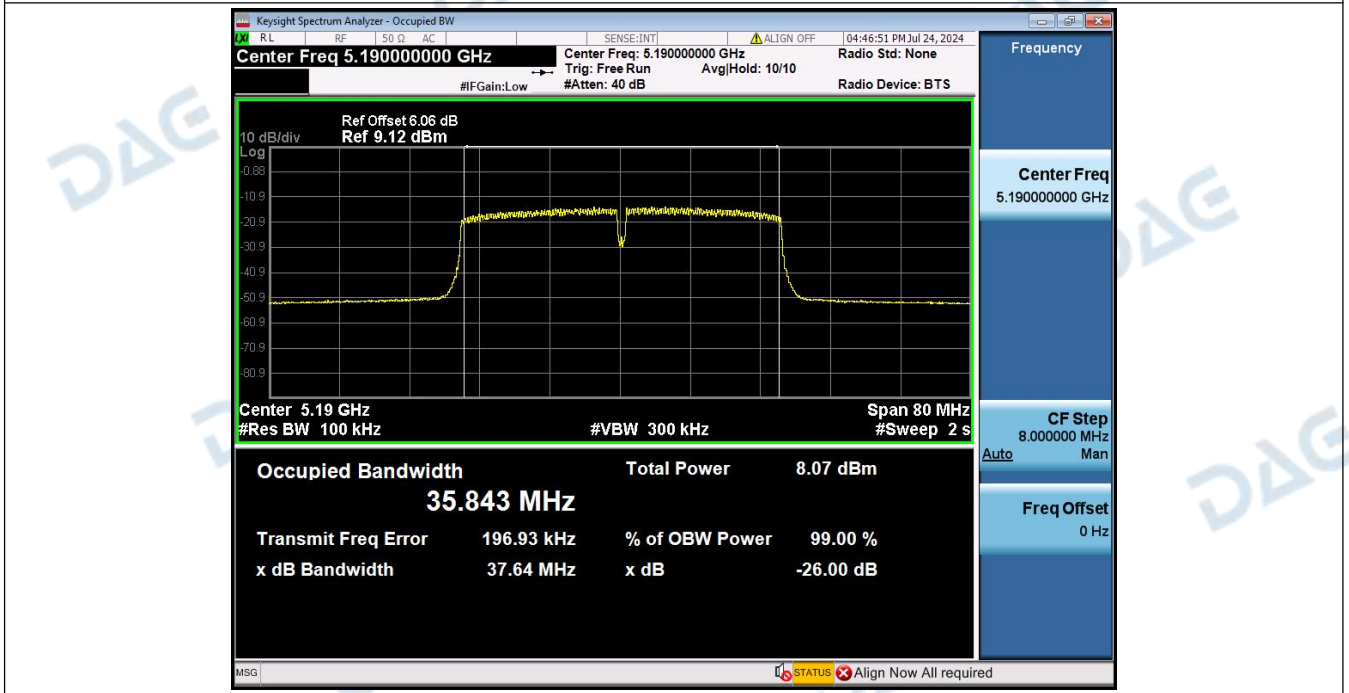 Keysight Spectrum Analyzer - Occupied BW
LXI RL RF 50 Ω AC SENSE:INT ALIGN OFF 04:46:51 PM Jul 24, 2024
Center Freq 5.190000000 GHz
Center Freq: 5.190000000 GHz Radio Std: None
Trig: Free Run Avg|Hold: 10/10
#IFGain:Low #Atten: 40 dB Radio Device: BTS
Ref Offset 6.06 dB
10 dB/div Ref 9.12 dBm
Log
-0.88
-10.9
-20.9
-30.9
-40.9
-50.9
-60.9
-70.9
-80.9
Center 5.19 GHz Span 80 MHz
#Res BW 100 kHz #VBW 300 kHz #Sweep 2 s
Occupied Bandwidth Total Power 8.07 dBm
35.843 MHz
Transmit Freq Error 196.93 kHz % of OBW Power 99.00 %
x dB Bandwidth 37.64 MHz x dB -26.00 dB
MSG STATUS Align Now All required
Frequency
Center Freq
5.190000000 GHz
CF Step
8.000000 MHz
Auto Man
Freq Offset
0 Hz
DAG
DAG
DAG